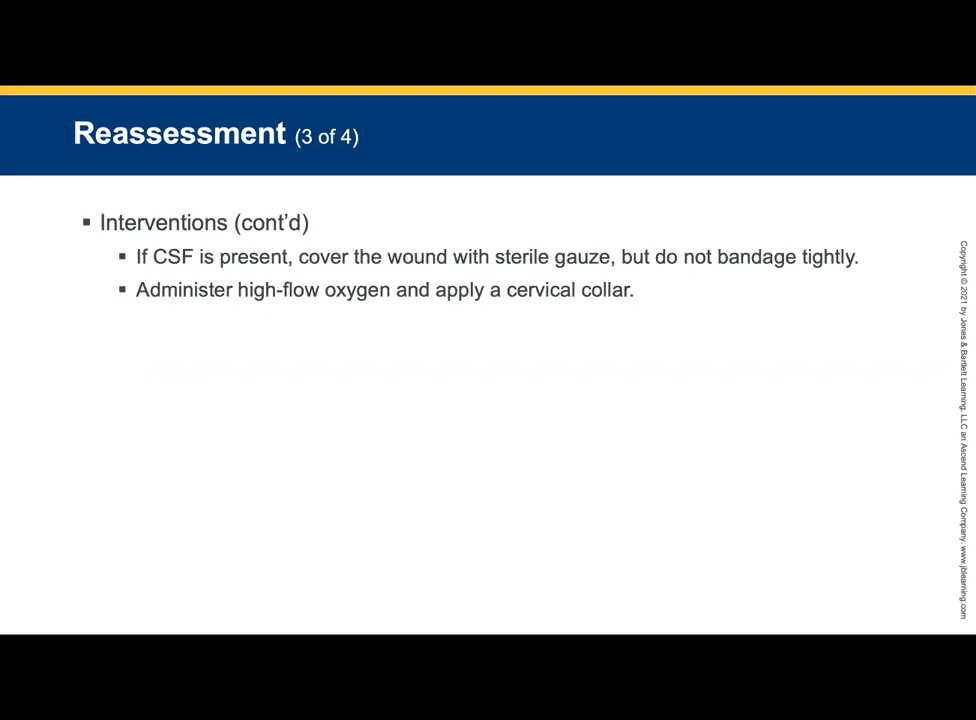 Reassessment (3 of 4)
▪ Interventions (cont’d)
▪ If CSF is present, cover the wound with sterile gauze, but do not bandage tightly.
▪ Administer high-flow oxygen and apply a cervical collar.
Copyright © 2021 by Jones & Bartlett Learning, LLC an Ascend Learning Company. www.jblearning.com